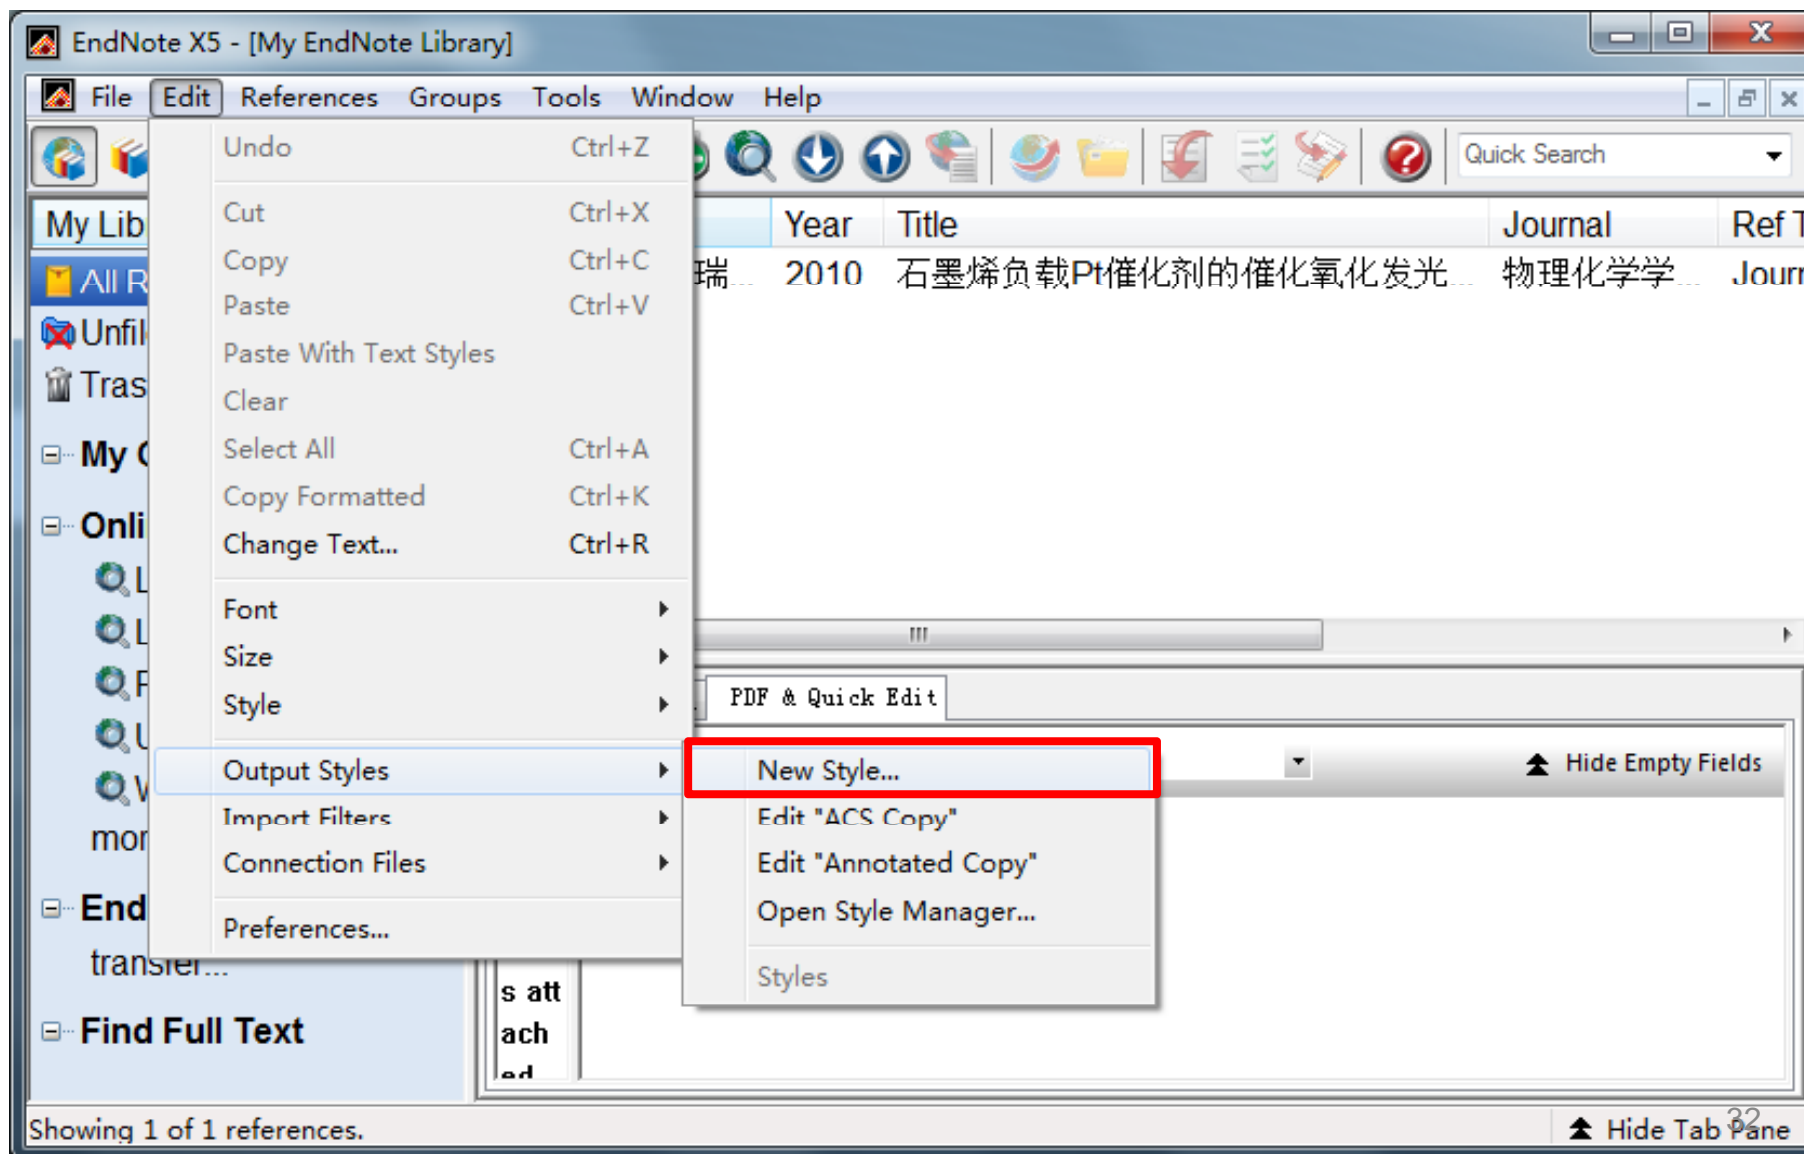 EndNote X5 - [My EndNote Library]
File Edit References Groups Tools Window Help
Quick Search
My Lib
Year Title Journal Ref T
All R
瑞... 2010 石墨烯负载Pt催化剂的催化氧化发光... 物理化学学... Jourr
Unfil
Tras
My
Onli
L
L
F
U
V
mor
End
transfer...
Find Full Text
Undo Ctrl+Z
Cut Ctrl+X
Copy Ctrl+C
Paste Ctrl+V
Paste With Text Styles
Clear
Select All Ctrl+A
Copy Formatted Ctrl+K
Change Text... Ctrl+R
Font
Size
Style
Output Styles
Import Filters
Connection Files
Preferences...
New Style...
Edit "ACS Copy"
Edit "Annotated Copy"
Open Style Manager...
Styles
PDF & Quick Edit
Hide Empty Fields
s att
ach
ed
Showing 1 of 1 references.
Hide Tab Pane
32